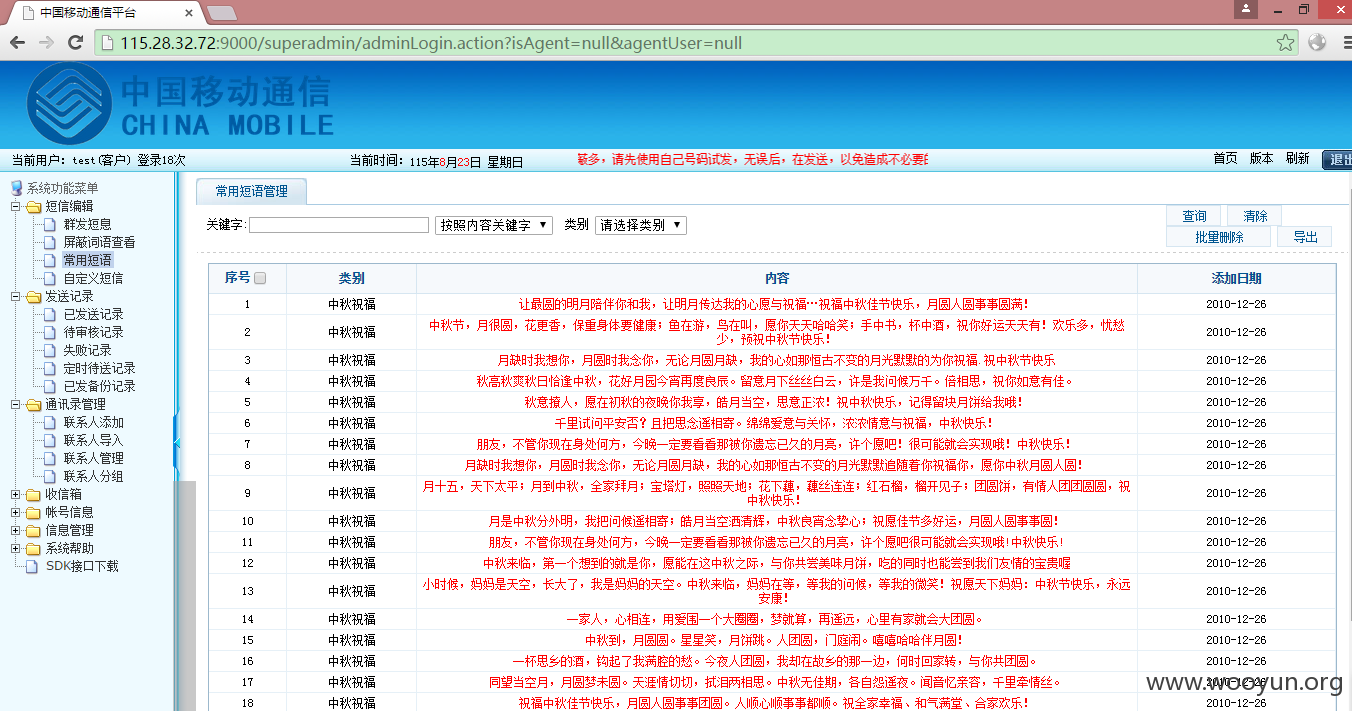 中国移动通信平台
115.28.32.72:9000/superadmin/adminLogin.action?isAgent=null&agentUser=null
中国移动通信
CHINA MOBILE
当前用户：test(客户) 登录18次 当前时间：115年8月23日 星期日 繁多，请先使用自己号码试发，无误后，在发送，以免造成不必要的 首页 版本 刷新 退出
系统功能菜单
短信编辑
群发短息
屏蔽词语查看
常用短语
自定义短信
发送记录
已发送记录
待审核记录
失败记录
定时待送记录
已发备份记录
通讯录管理
联系人添加
联系人导入
联系人管理
联系人分组
收信箱
帐号信息
信息管理
系统帮助
SDK接口下载
常用短语管理
关键字: 按照内容关键字 类别 请选择类别 查询 清除
批量删除 导出
序号 类别 内容 添加日期
1 中秋祝福 让最圆的明月陪伴你和我，让明月传达我的心愿与祝福…祝福中秋佳节快乐，月圆人圆事事圆满！ 2010-12-26
2 中秋祝福 中秋节，月很圆，花更香，保重身体要健康；鱼在游，鸟在叫，愿你天天哈哈笑；手中书，杯中酒，祝你好运天天有！欢乐多，忧愁
少，预祝中秋节快乐！ 2010-12-26
3 中秋祝福 月缺时我想你，月圆时我念你，无论月圆月缺，我的心如那恒古不变的月光默默的为你祝福.祝中秋节快乐 2010-12-26
4 中秋祝福 秋高秋爽秋日恰逢中秋，花好月园今宵再度良辰。留意月下丝丝白云，许是我问候万千。倍相思，祝你如意有佳。 2010-12-26
5 中秋祝福 秋意撩人，愿在初秋的夜晚你我享，皓月当空，思意正浓！祝中秋快乐，记得留块月饼给我哦！ 2010-12-26
6 中秋祝福 千里试问平安否？且把思念遥相寄。绵绵爱意与关怀，浓浓情意与祝福，中秋快乐！ 2010-12-26
7 中秋祝福 朋友，不管你现在身处何方，今晚一定要看看那被你遗忘已久的月亮，许个愿吧！很可能就会实现哦！中秋快乐！ 2010-12-26
8 中秋祝福 月缺时我想你，月圆时我念你，无论月圆月缺，我的心如那恒古不变的月光默默追随着你祝福你，愿你中秋月圆人圆！ 2010-12-26
9 中秋祝福 月十五，天下太平；月到中秋，全家拜月；宝塔灯，照照天地；花下藕，藕丝连连；红石榴，榴开见子；团圆饼，有情人团团圆圆，祝
中秋快乐！ 2010-12-26
10 中秋祝福 月是中秋分外明，我把问候遥相寄；皓月当空洒清辉，中秋良宵念挚心；祝愿佳节多好运，月圆人圆事事圆！ 2010-12-26
11 中秋祝福 朋友，不管你现在身处何方，今晚一定要看看那被你遗忘已久的月亮，许个愿吧很可能就会实现哦!中秋快乐! 2010-12-26
12 中秋祝福 中秋来临，第一个想到的就是你，愿能在这中秋之际，与你共尝美味月饼，吃的同时也能尝到我们友情的宝贵喔 2010-12-26
13 中秋祝福 小时候，妈妈是天空，长大了，我是妈妈的天空。中秋来临，妈妈在等，等我的问候，等我的微笑！祝愿天下妈妈：中秋节快乐，永远
安康！ 2010-12-26
14 中秋祝福 一家人，心相连，用爱围一个大圈圈，梦就算，再遥远，心里有家就会大团圆。 2010-12-26
15 中秋祝福 中秋到，月圆圆。星星笑，月饼跳。人团圆，门庭闹。嘻嘻哈哈伴月圆！ 2010-12-26
16 中秋祝福 一杯思乡的酒，钩起了我满腔的愁。今夜人团圆，我却在故乡的那一边，何时回家转，与你共团圆。 2010-12-26
17 中秋祝福 同望当空月，月圆梦未圆。天涯情切切，拭泪两相思。中秋无佳期，各自怨遥夜。闻音忆亲容，千里牵情丝。 2010-12-26
18 中秋祝福 祝福中秋佳节快乐，月圆人圆事事团圆。人顺心顺事事都顺。祝全家幸福、和气满堂、合家欢乐！ 2010-12-26
www.wooyun.org